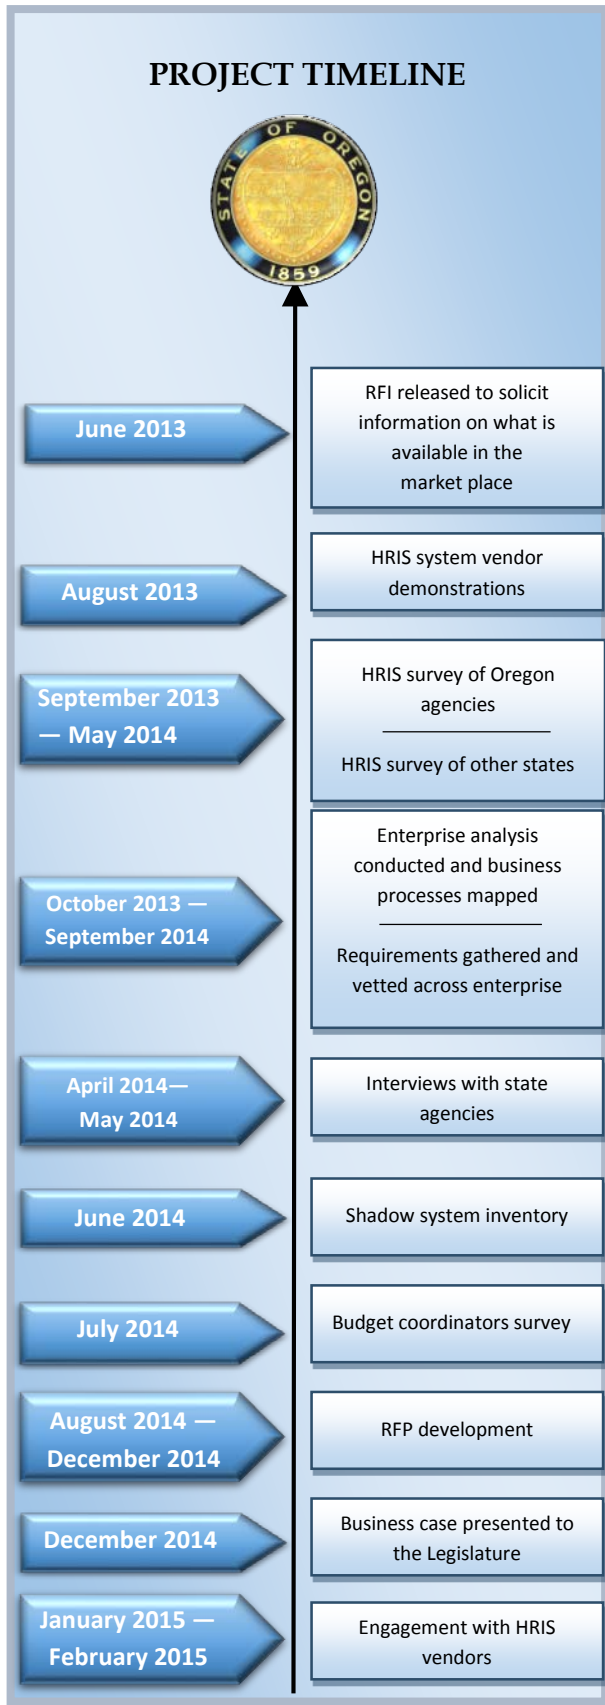 PROJECT TIMELINE
STATE OF OREGON
1859
June 2013
RFI released to solicit
information on what is
available in the
market place
August 2013
HRIS system vendor
demonstrations
September 2013
— May 2014
HRIS survey of Oregon
agencies
HRIS survey of other states
October 2013 —
September 2014
Enterprise analysis
conducted and business
processes mapped
Requirements gathered and
vetted across enterprise
April 2014—
May 2014
Interviews with state
agencies
June 2014
Shadow system inventory
July 2014
Budget coordinators survey
August 2014 —
December 2014
RFP development
December 2014
Business case presented to
the Legislature
January 2015 —
February 2015
Engagement with HRIS
vendors